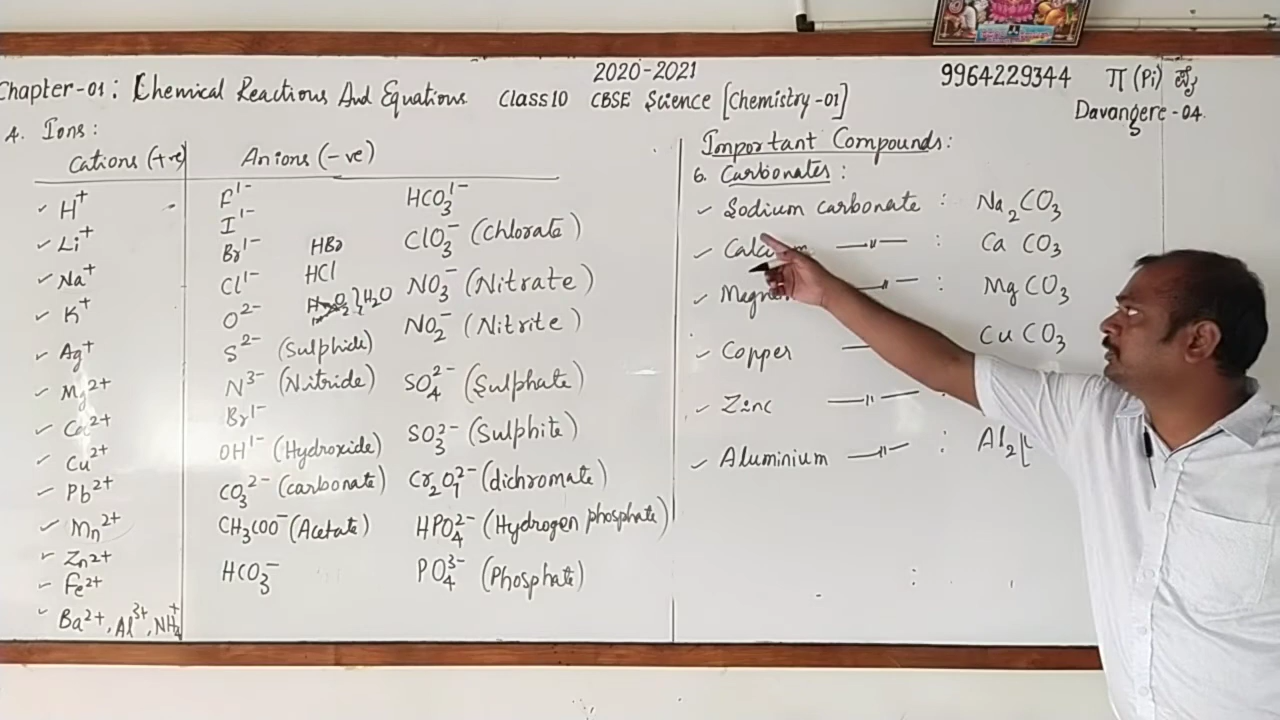 2020-2021
9964229344 π (Pi)
Chapter-01: Chemical Reactions And Equations Class10 CBSE Science [Chemistry-01]
Davangere-04.
4. Ions:
Cations (+ve) Anions (-ve)
H⁺
Li⁺
Na⁺
K⁺
Ag⁺
Mg²⁺
Ca²⁺
Cu²⁺
Pb²⁺
Mn²⁺
Zn²⁺
Fe²⁺
Ba²⁺, Al³⁺, NH₄⁺
F¹⁻
I¹⁻
Br¹⁻ HBr
Cl¹⁻ HCl
O²⁻ H₂O
S²⁻ (Sulphide)
N³⁻ (Nitride)
Br¹⁻
OH¹⁻ (Hydroxide)
CO₃²⁻ (carbonate)
CH₃COO⁻ (Acetate)
HCO₃⁻
HCO₃¹⁻
ClO₃⁻ (Chlorate)
NO₃⁻ (Nitrate)
NO₂⁻ (Nitrite)
SO₄²⁻ (Sulphate)
SO₃²⁻ (Sulphite)
Cr₂O₇²⁻ (dichromate)
HPO₄²⁻ (Hydrogen phosphate)
PO₄³⁻ (Phosphate)
Important Compounds:
6. Carbonates:
Sodium carbonate : Na₂CO₃
—〃— : CaCO₃
—〃— : MgCO₃
Copper CuCO₃
Zinc —〃—
Aluminium —〃— : Al₂[